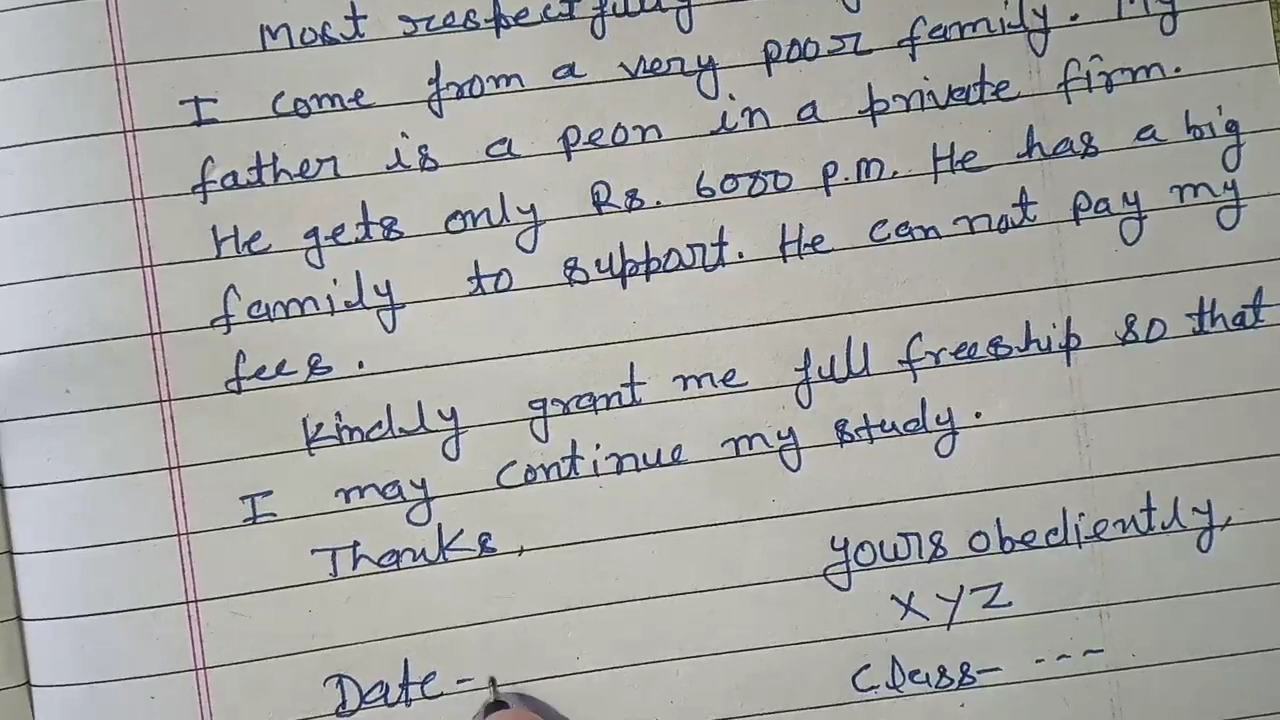 Most respectfully
I come from a very poor family. My
father is a peon in a private firm.
He gets only Rs. 6000 p.m. He has a big
family to support. He can not pay my
fees.
Kindly grant me full freeship so that
I may continue my study.
Thanks,
yours obediently,
XYZ
Date -
Class- ---